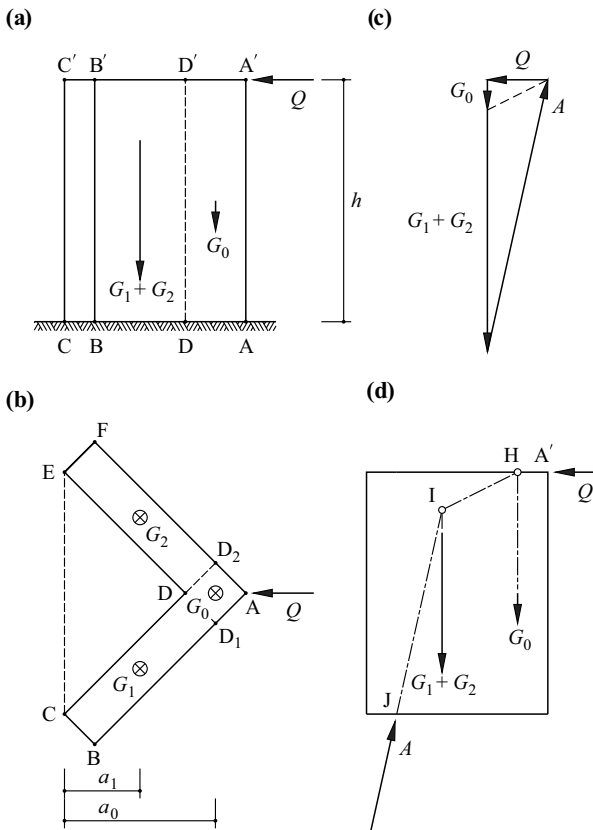 (a)
C′ B′ D′ A′
Q
h
G₀
G₁ + G₂
C B D A
(b)
F
E
G₂
D₂
D G₀ A
Q
D₁
G₁
C
B
a₁
a₀
(c)
Q
G₀
A
G₁ + G₂
(d)
H A′
Q
I
G₀
G₁ + G₂
J
A